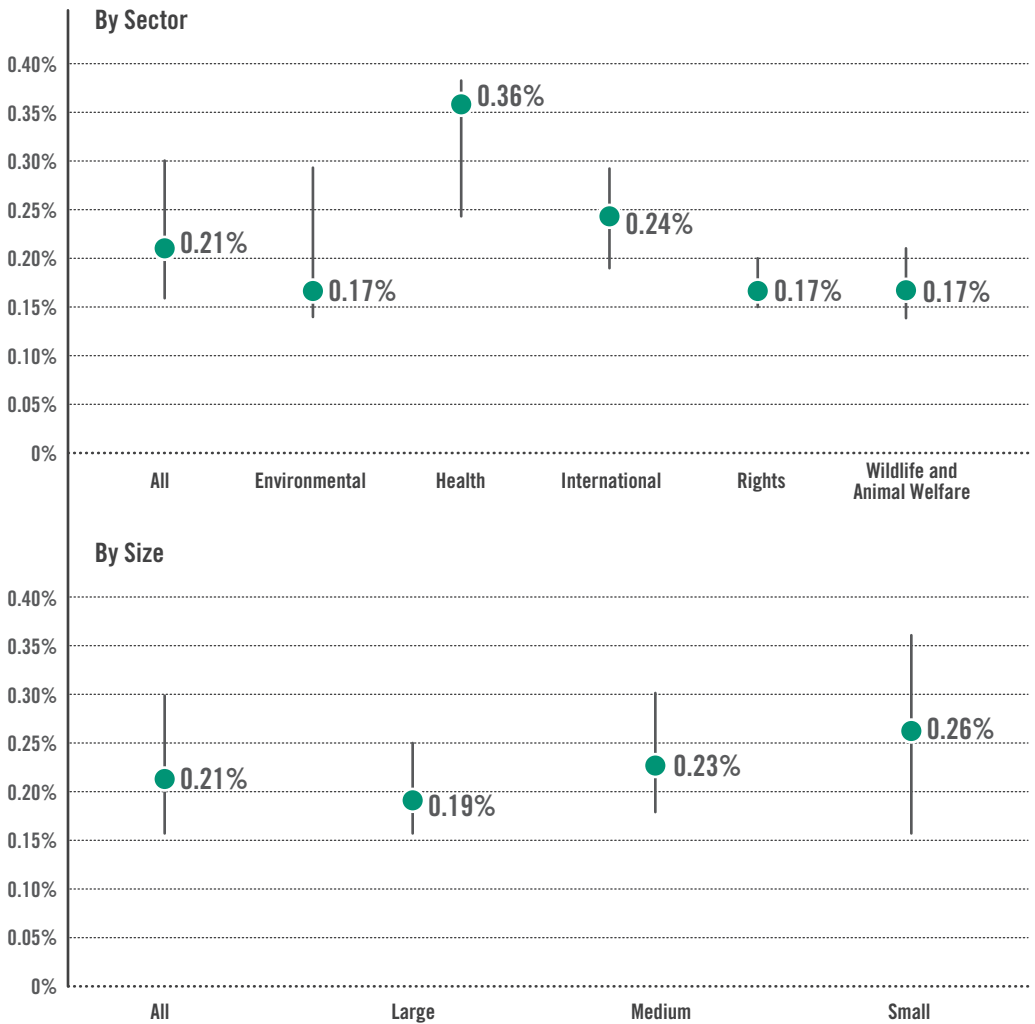 By Sector
0.40%
0.35%
0.30%
0.25%
0.20%
0.15%
0.10%
0.05%
0%
0.21%
0.17%
0.36%
0.24%
0.17%
0.17%
All
Environmental
Health
International
Rights
Wildlife and
Animal Welfare
By Size
0.40%
0.35%
0.30%
0.25%
0.20%
0.15%
0.10%
0.05%
0%
0.21%
0.19%
0.23%
0.26%
All
Large
Medium
Small